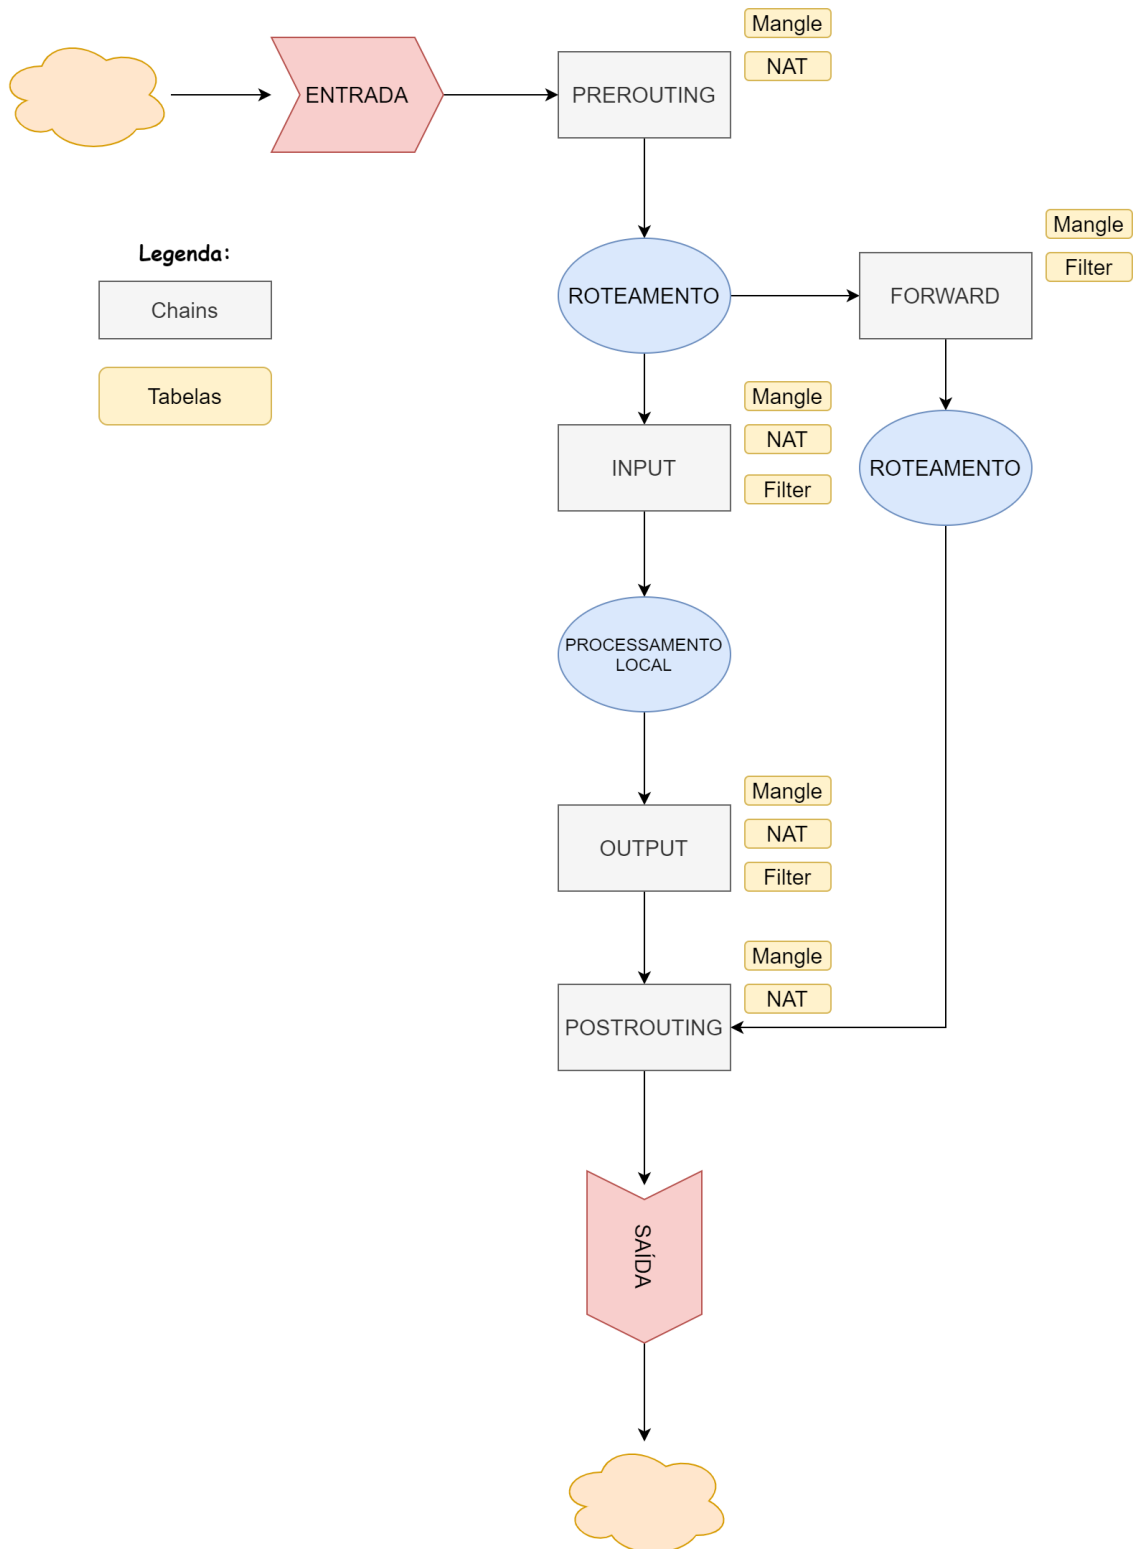 Mangle
NAT
ENTRADA
PREROUTING
Mangle
Filter
Legenda:
Chains
Tabelas
ROTEAMENTO
FORWARD
Mangle
NAT
Filter
INPUT
ROTEAMENTO
PROCESSAMENTO
LOCAL
Mangle
NAT
Filter
OUTPUT
Mangle
NAT
POSTROUTING
SAÍDA